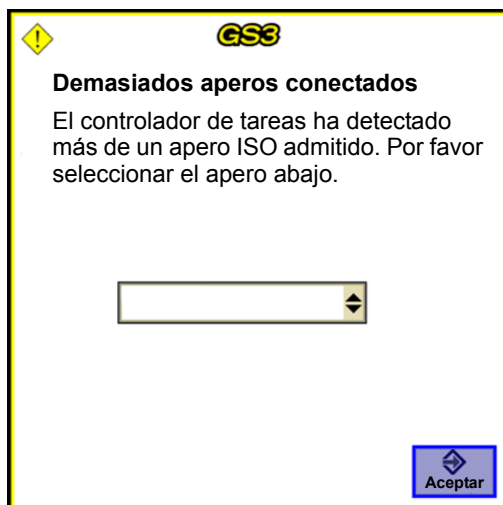 GS3
Demasiados aperos conectados
El controlador de tareas ha detectado
más de un apero ISO admitido. Por favor
seleccionar el apero abajo.
Aceptar